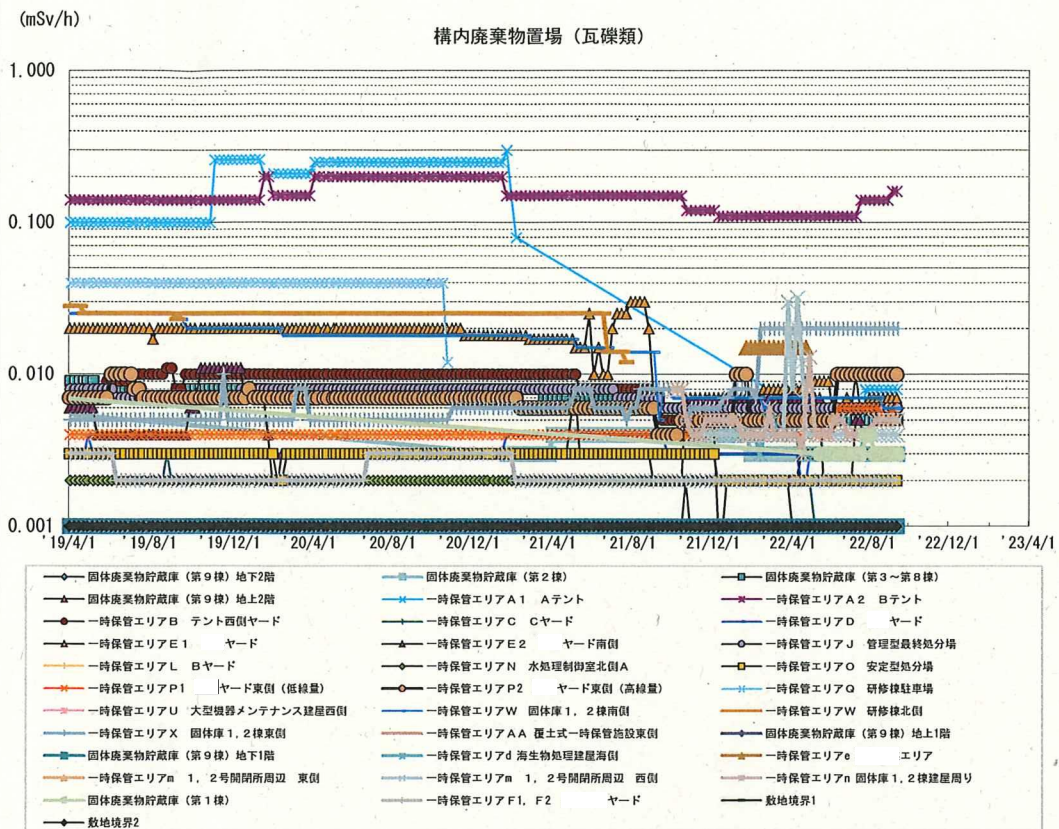 (mSv/h)
構内廃棄物置場（瓦礫類）
1.000
0.100
0.010
0.001
'19/4/1 '19/8/1 '19/12/1 '20/4/1 '20/8/1 '20/12/1 '21/4/1 '21/8/1 '21/12/1 '22/4/1 '22/8/1 '22/12/1 '23/4/1
固体廃棄物貯蔵庫（第９棟）地下2階 固体廃棄物貯蔵庫（第２棟） 固体廃棄物貯蔵庫（第３～第８棟）
固体廃棄物貯蔵庫（第９棟）地上2階 一時保管エリアＡ１　Ａテント 一時保管エリアＡ２　Ｂテント
一時保管エリアＢ　テント西側ヤード 一時保管エリアＣ　Ｃヤード 一時保管エリアＤ　ヤード
一時保管エリアＥ１　ヤード 一時保管エリアＥ２　ヤード南側 一時保管エリアＪ　管理型最終処分場
一時保管エリアＬ　Ｂヤード 一時保管エリアＮ　水処理制御室北側Ａ 一時保管エリアＯ　安定型処分場
一時保管エリアＰ１　ヤード東側（低線量） 一時保管エリアＰ２　ヤード東側（高線量） 一時保管エリアＱ　研修棟駐車場
一時保管エリアＵ　大型機器メンテナンス建屋西側 一時保管エリアＷ　固体庫１，２棟南側 一時保管エリアＷ　研修棟北側
一時保管エリアＸ　固体庫１,２棟東側 一時保管エリアＡＡ 覆土式一時保管施設東側 固体廃棄物貯蔵庫（第９棟）地上1階
固体廃棄物貯蔵庫（第９棟）地下1階 一時保管エリアｄ 海生物処理建屋海側 一時保管エリアｅ　エリア
一時保管エリアｍ　１，２号開閉所周辺　東側 一時保管エリアｍ　１，２号開閉所周辺　西側 一時保管エリアｎ 固体庫１,２棟建屋周り
固体廃棄物貯蔵庫（第１棟） 一時保管エリアＦ１，Ｆ２　ヤード 敷地境界1
敷地境界2